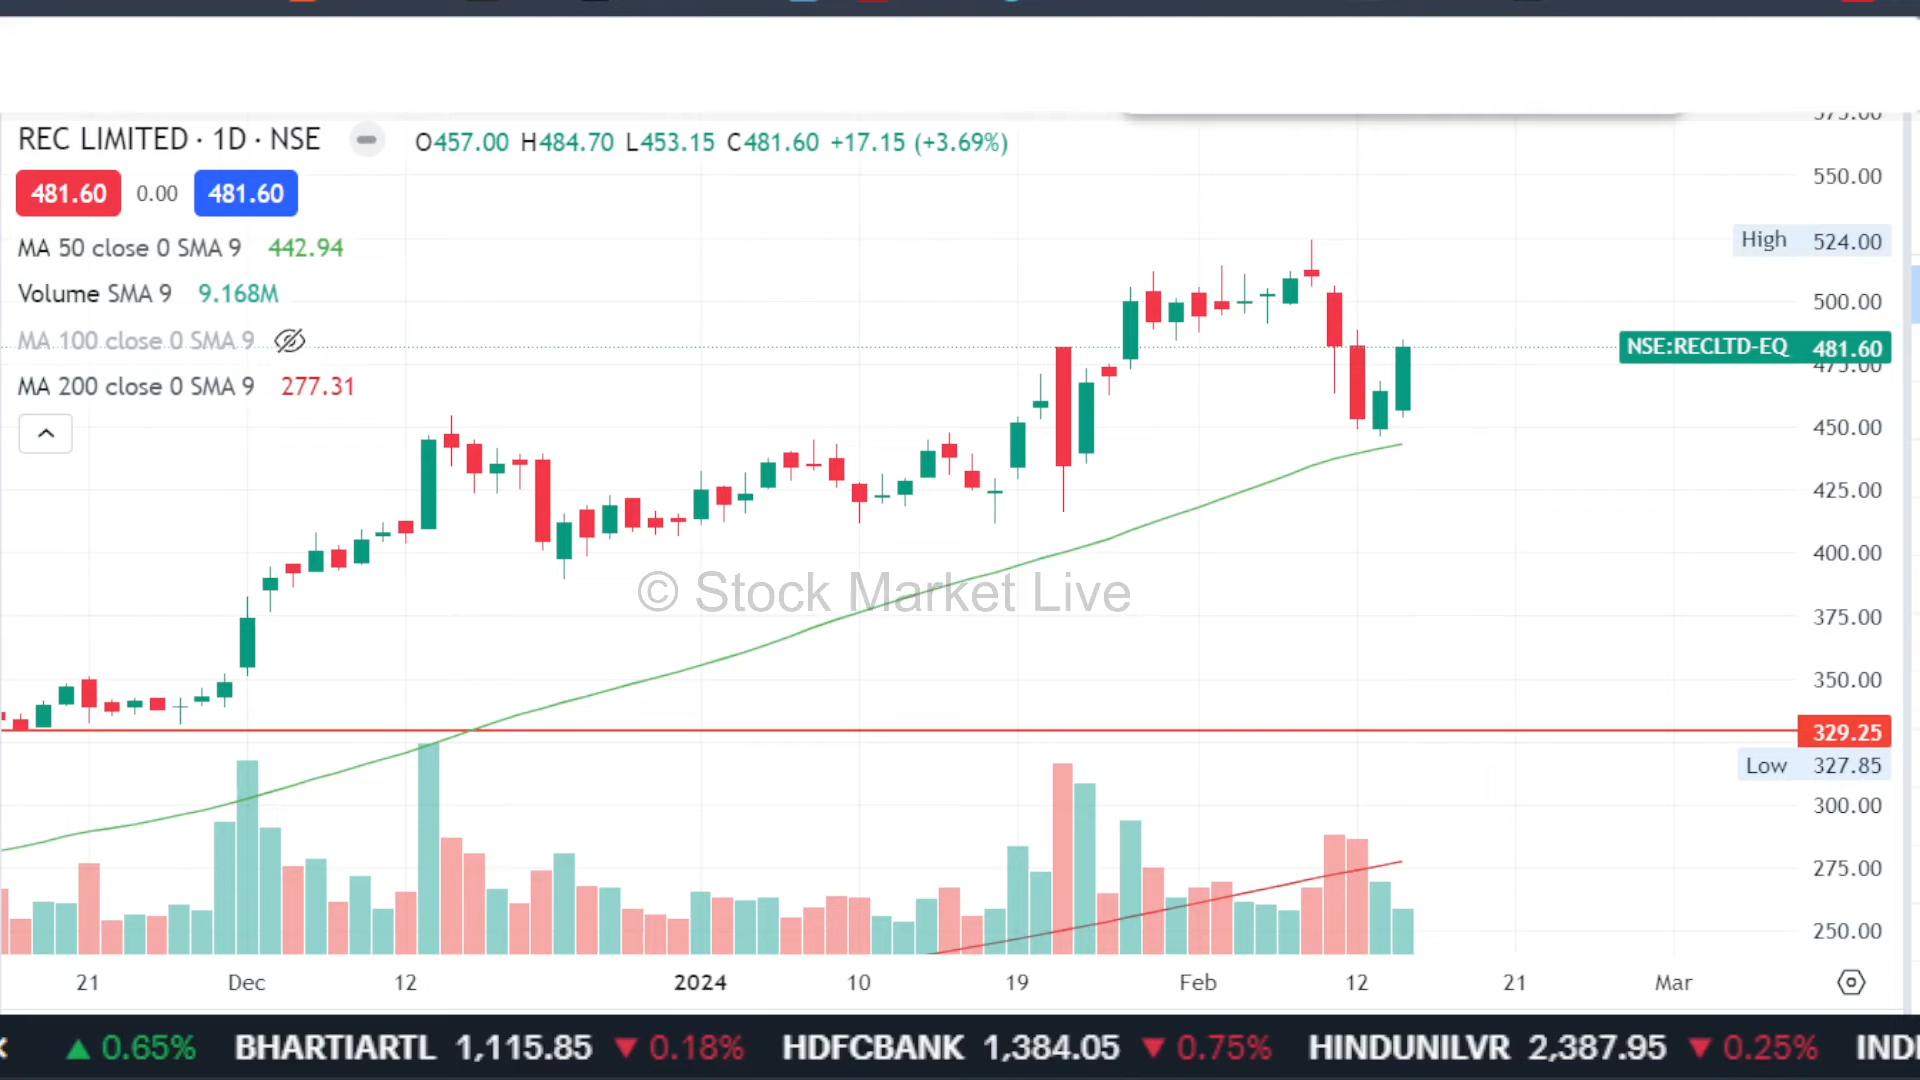 575.00
REC LIMITED · 1D · NSE O457.00 H484.70 L453.15 C481.60 +17.15 (+3.69%)
481.60 0.00 481.60
MA 50 close 0 SMA 9 442.94
Volume SMA 9 9.168M
MA 100 close 0 SMA 9
MA 200 close 0 SMA 9 277.31
550.00
High 524.00
500.00
NSE:RECLTD-EQ 481.60
475.00
450.00
425.00
400.00
© Stock Market Live
375.00
350.00
329.25
Low 327.85
300.00
275.00
250.00
21 Dec 12 2024 10 19 Feb 12 21 Mar
▲ 0.65% BHARTIARTL 1,115.85 ▼ 0.18% HDFCBANK 1,384.05 ▼ 0.75% HINDUNILVR 2,387.95 ▼ 0.25%